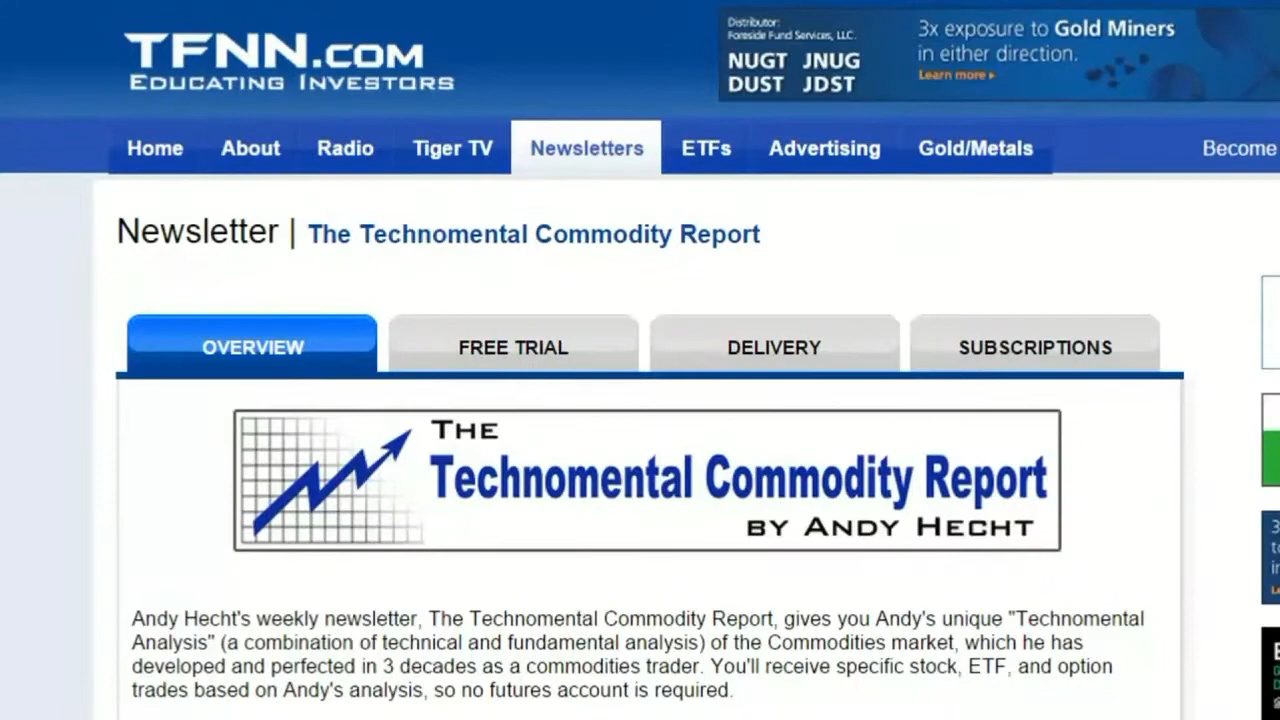 TFNN.COM
EDUCATING INVESTORS
Distributor:
Foreside Fund Services, LLC.
NUGT JNUG
DUST JDST
3x exposure to Gold Miners
in either direction.
Learn more
Home About Radio Tiger TV Newsletters ETFs Advertising Gold/Metals Become
Newsletter | The Technomental Commodity Report
OVERVIEW FREE TRIAL DELIVERY SUBSCRIPTIONS
THE
Technomental Commodity Report
BY ANDY HECHT
Andy Hecht's weekly newsletter, The Technomental Commodity Report, gives you Andy's unique "Technomental
Analysis" (a combination of technical and fundamental analysis) of the Commodities market, which he has
developed and perfected in 3 decades as a commodities trader. You'll receive specific stock, ETF, and option
trades based on Andy's analysis, so no futures account is required.